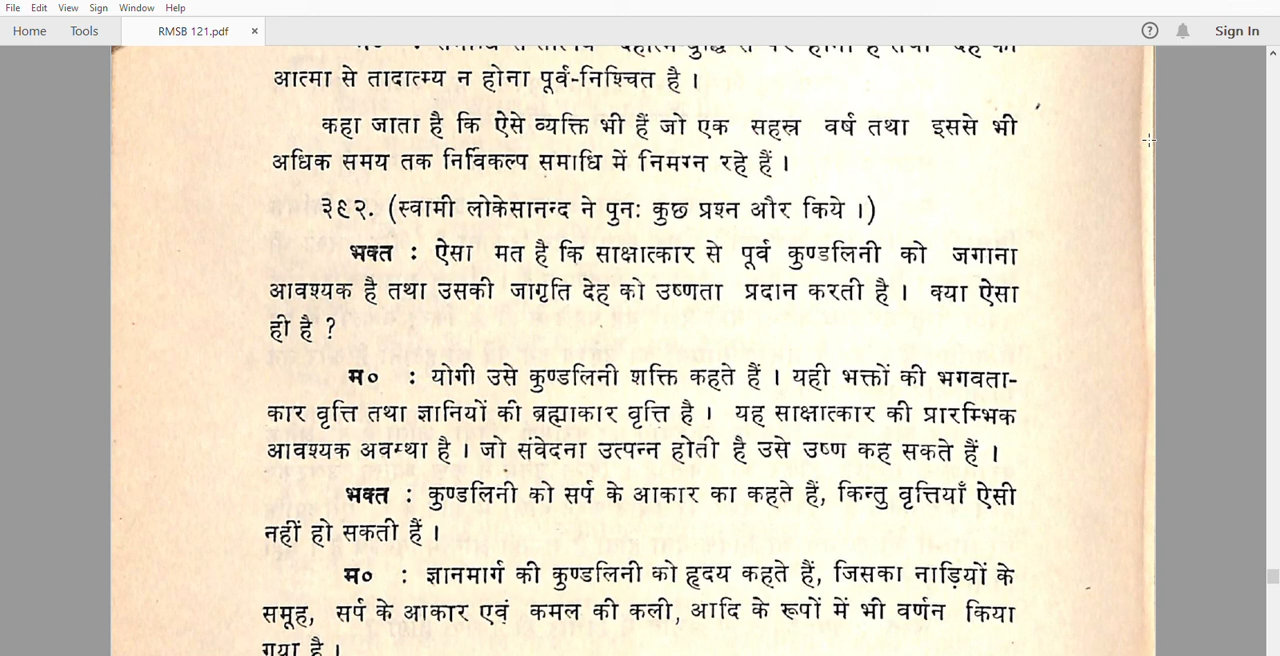 File Edit View Sign Window Help
Home Tools RMSB 121.pdf × Sign In
आत्मा से तादात्म्य न होना पूर्व-निश्चित है ।
कहा जाता है कि ऐसे व्यक्ति भी हैं जो एक सहस्र वर्ष तथा इससे भी
अधिक समय तक निर्विकल्प समाधि में निमग्न रहे हैं ।
३९२. (स्वामी लोकेसानन्द ने पुनः कुछ प्रश्न और किये ।)
भक्त : ऐसा मत है कि साक्षात्कार से पूर्व कुण्डलिनी को जगाना
आवश्यक है तथा उसकी जागृति देह को उष्णता प्रदान करती है । क्या ऐसा
ही है ?
म० : योगी उसे कुण्डलिनी शक्ति कहते हैं । यही भक्तों की भगवता-
कार वृत्ति तथा ज्ञानियों की ब्रह्माकार वृत्ति है । यह साक्षात्कार की प्रारम्भिक
आवश्यक अवस्था है । जो संवेदना उत्पन्न होती है उसे उष्ण कह सकते हैं ।
भक्त : कुण्डलिनी को सर्प के आकार का कहते हैं, किन्तु वृत्तियाँ ऐसी
नहीं हो सकती हैं ।
म० : ज्ञानमार्ग की कुण्डलिनी को हृदय कहते हैं, जिसका नाड़ियों के
समूह, सर्प के आकार एवं कमल की कली, आदि के रूपों में भी वर्णन किया
गया है ।